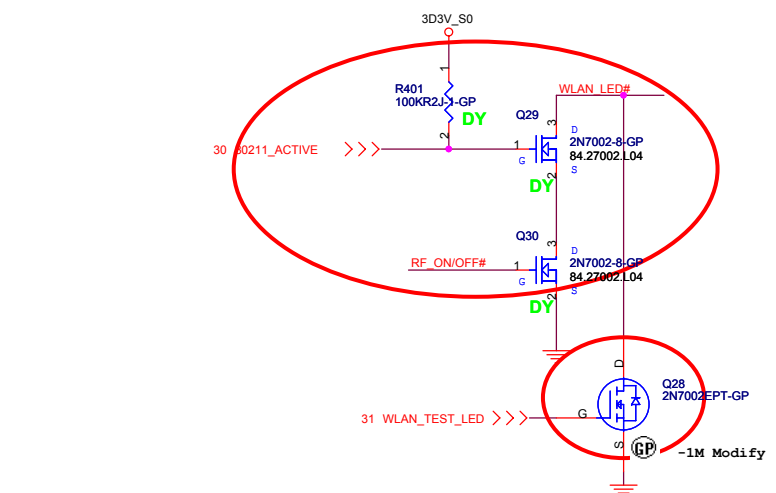 3D3V_S0
1
R401
100KR2J-1-GP
DY
2
WLAN_LED#
Q29
3
D
2N7002-8-GP
84.27002.L04
1
G
S
2
DY
30 80211_ACTIVE
Q30
3
D
2N7002-8-GP
84.27002.L04
RF_ON/OFF#
1
G
S
2
DY
D
Q28
2N7002EPT-GP
31 WLAN_TEST_LED
G
S
GP
-1M Modify